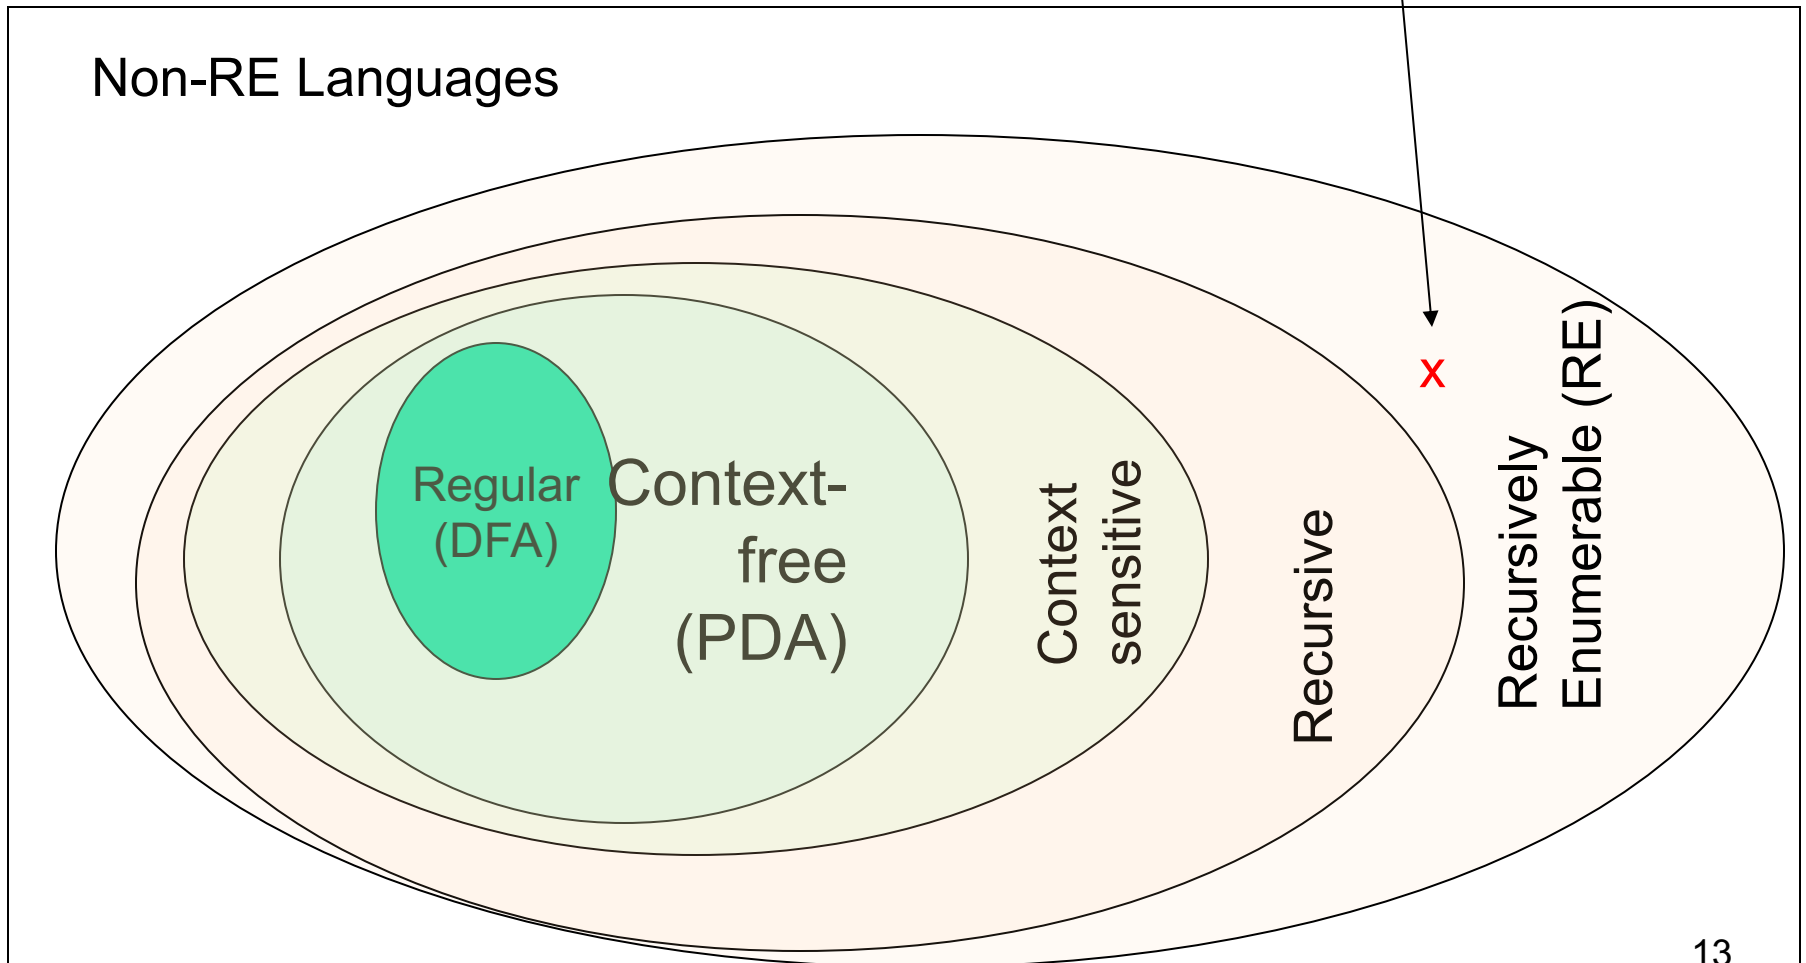 Non-RE Languages
Regular
(DFA)
Context-
free
(PDA)
Context
sensitive
Recursive
x
Recursively
Enumerable (RE)
13